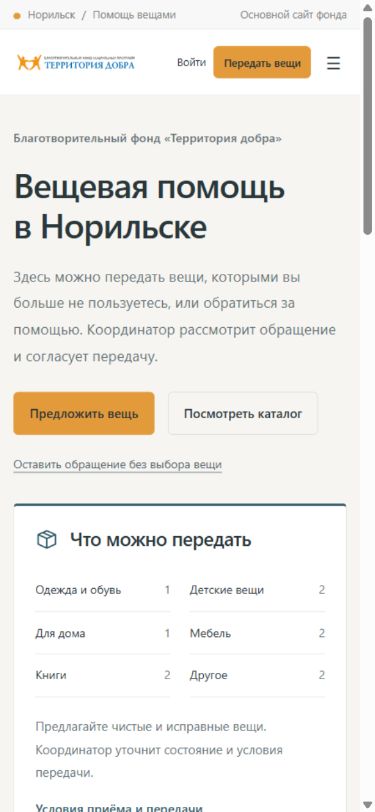 Норильск / Помощь вещами Основной сайт фонда
ТЕРРИТОРИЯ ДОБРА
Войти Передать вещи
Благотворительный фонд «Территория добра»
Вещевая помощь
в Норильске
Здесь можно передать вещи, которыми вы
больше не пользуетесь, или обратиться за
помощью. Координатор рассмотрит обращение
и согласует передачу.
Предложить вещь Посмотреть каталог
Оставить обращение без выбора вещи
Что можно передать
Одежда и обувь 1 Детские вещи 2
Для дома 1 Мебель 2
Книги 2 Другое 2
Предлагайте чистые и исправные вещи.
Координатор уточнит состояние и условия
передачи.
Условия приёма и передачи